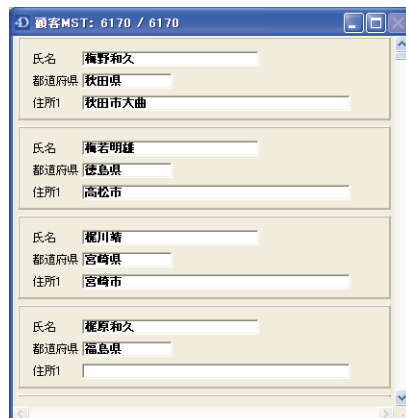 顧客MST: 6170 / 6170
氏名 梅野和久
都道府県 秋田県
住所1 秋田市大曲
氏名 梅若明雄
都道府県 徳島県
住所1 高松市
氏名 梶川靖
都道府県 宮崎県
住所1 宮崎市
氏名 梶原和久
都道府県 福島県
住所1